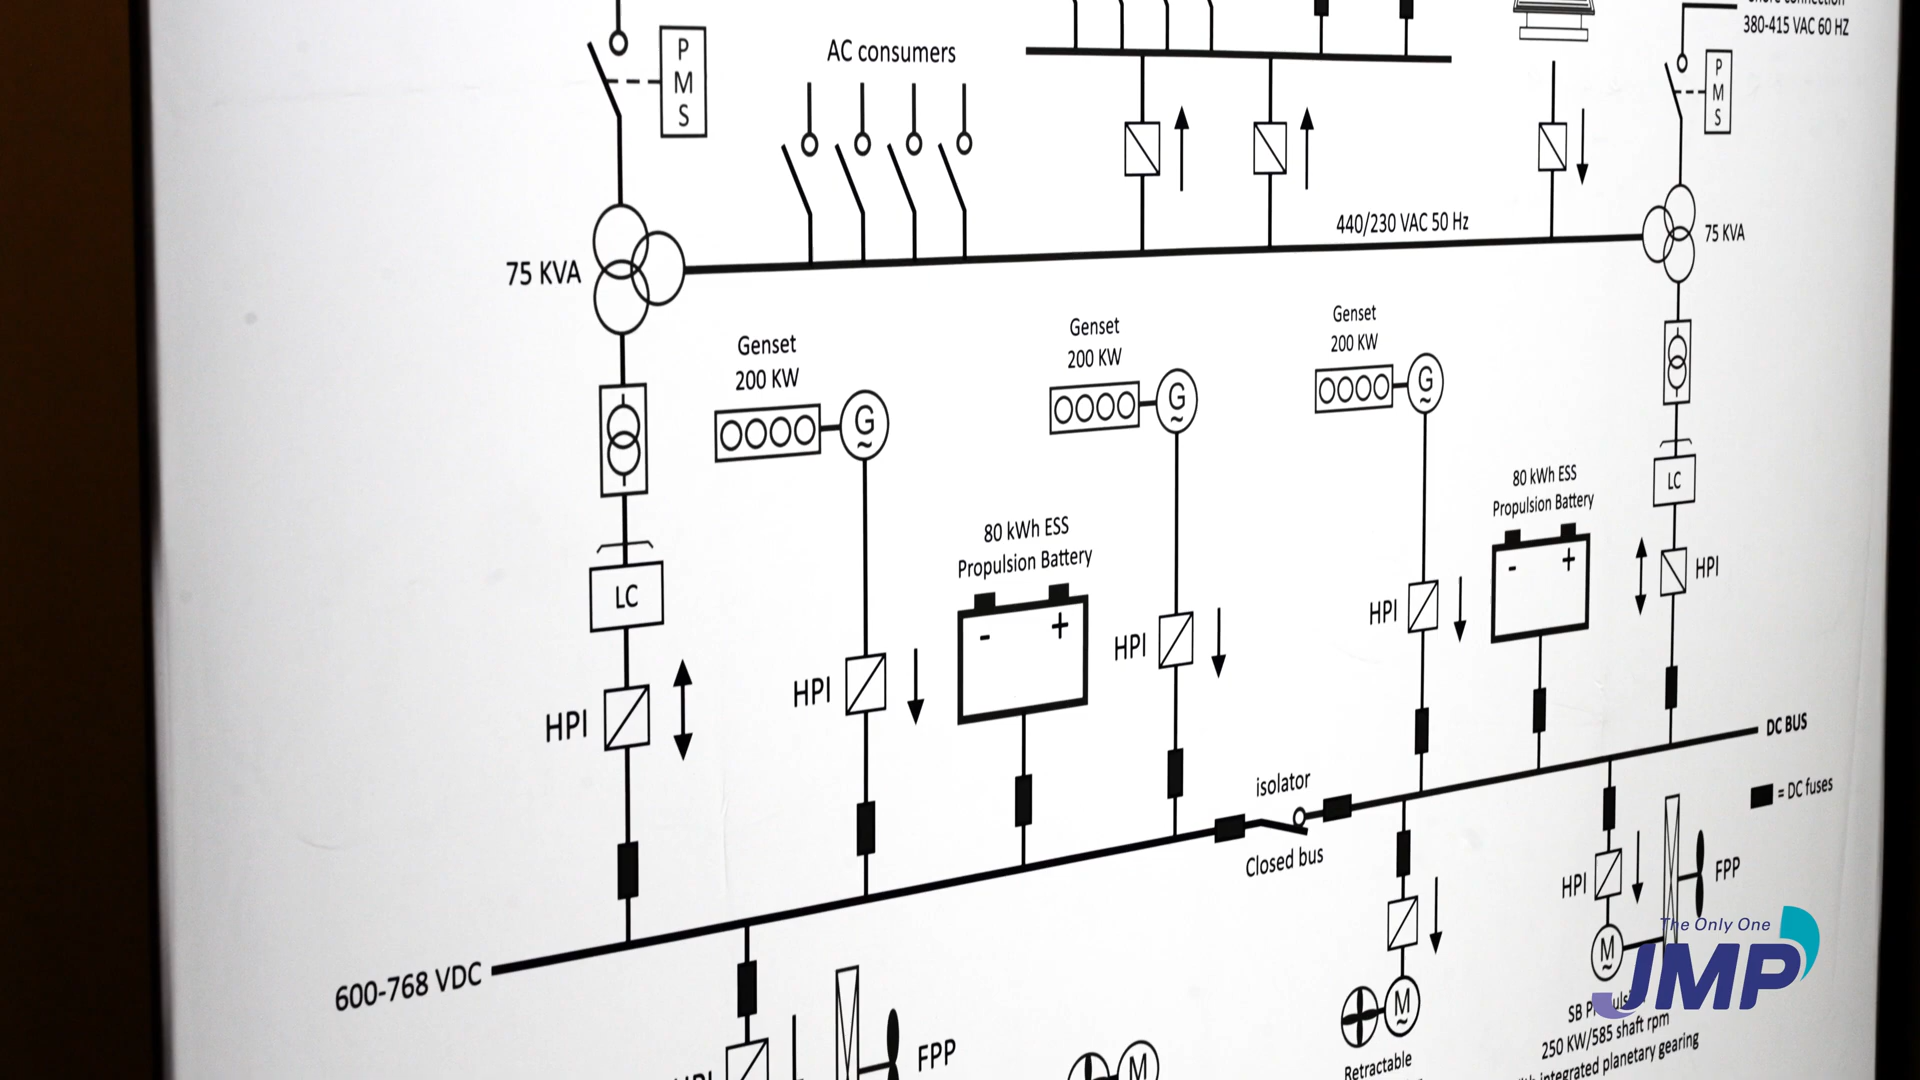 380-415 VAC 60 HZ
P
M
S
AC consumers
P
M
S
440/230 VAC 50 Hz
75 KVA
75 KVA
Genset
200 KW
G
~
Genset
200 KW
G
~
Genset
200 KW
G
~
80 kWh ESS
Propulsion Battery
- +
80 kWh ESS
Propulsion Battery
- +
LC
LC
HPI
HPI
HPI
HPI
HPI
DC BUS
isolator
Closed bus
= DC fuses
600-768 VDC
HPI
FPP
M
~
The Only One
JMP
SB
250 KW/585 shaft rpm
integrated planetary gearing
M
~
Retractable
FPP
M